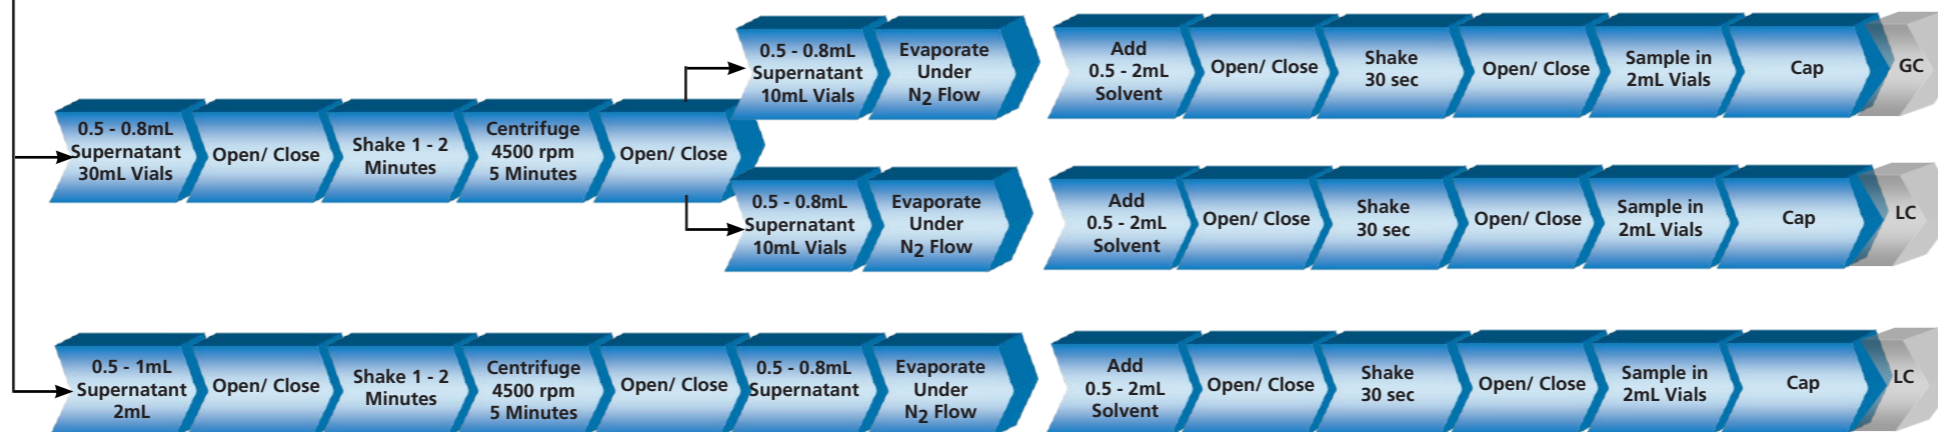 0.5 - 0.8mL
Supernatant
10mL Vials
Evaporate
Under
N2 Flow
Add
0.5 - 2mL
Solvent
Open/ Close
Shake
30 sec
Open/ Close
Sample in
2mL Vials
Cap
GC
0.5 - 0.8mL
Supernatant
30mL Vials
Open/ Close
Shake 1 - 2
Minutes
Centrifuge
4500 rpm
5 Minutes
Open/ Close
0.5 - 0.8mL
Supernatant
10mL Vials
Evaporate
Under
N2 Flow
Add
0.5 - 2mL
Solvent
Open/ Close
Shake
30 sec
Open/ Close
Sample in
2mL Vials
Cap
LC
0.5 - 1mL
Supernatant
2mL
Open/ Close
Shake 1 - 2
Minutes
Centrifuge
4500 rpm
5 Minutes
Open/ Close
0.5 - 0.8mL
Supernatant
Evaporate
Under
N2 Flow
Add
0.5 - 2mL
Solvent
Open/ Close
Shake
30 sec
Open/ Close
Sample in
2mL Vials
Cap
LC